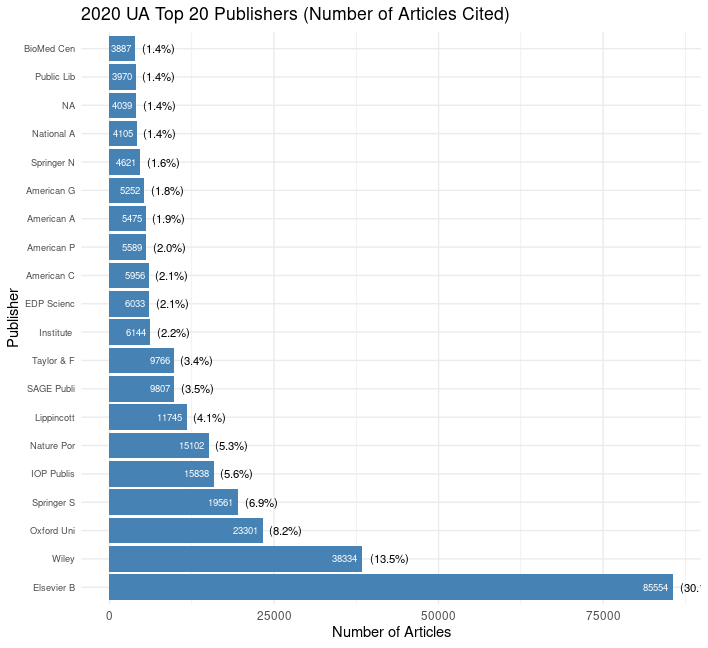 2020 UA Top 20 Publishers (Number of Articles Cited)
BioMed Cen 3887 (1.4%)
Public Lib 3970 (1.4%)
NA 4039 (1.4%)
National A 4105 (1.4%)
Springer N 4621 (1.6%)
American G 5252 (1.8%)
American A 5475 (1.9%)
American P 5589 (2.0%)
American C 5956 (2.1%)
EDP Scienc 6033 (2.1%)
Institute 6144 (2.2%)
Taylor & F 9766 (3.4%)
SAGE Publi 9807 (3.5%)
Lippincott 11745 (4.1%)
Nature Por 15102 (5.3%)
IOP Publis 15838 (5.6%)
Springer S 19561 (6.9%)
Oxford Uni 23301 (8.2%)
Wiley 38334 (13.5%)
Elsevier B 85554 (30.
0 25000 50000 75000
Number of Articles
Publisher